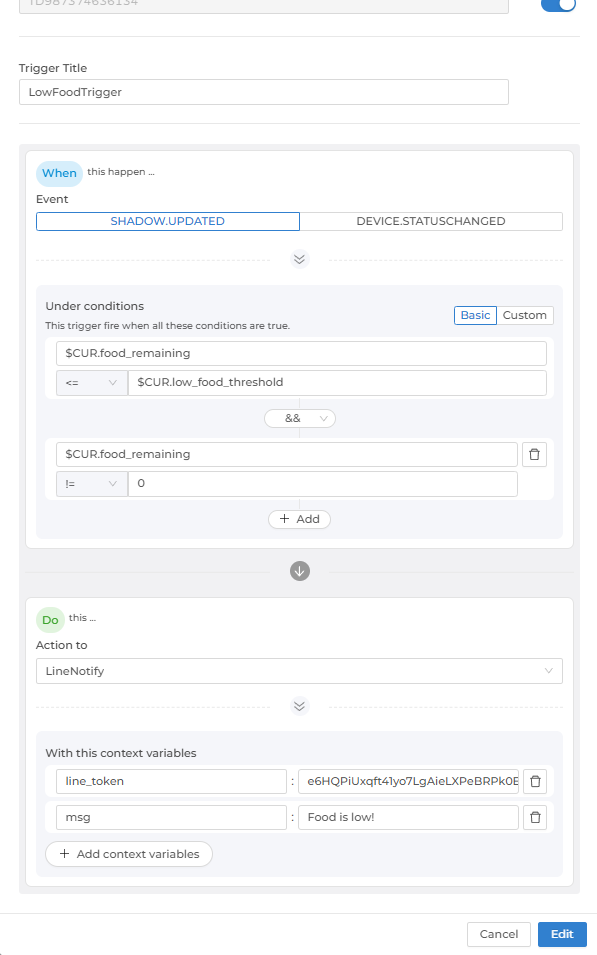 TD987374636134
Trigger Title
LowFoodTrigger
When this happen ...
Event
SHADOW.UPDATED DEVICE.STATUSCHANGED
Under conditions
This trigger fire when all these conditions are true.
Basic Custom
$CUR.food_remaining
<= $CUR.low_food_threshold
&&
$CUR.food_remaining
!= 0
+ Add
Do this ...
Action to
LineNotify
With this context variables
line_token : e6HQPiUxqft41yo7LgAieLXPeBRPk0E
msg : Food is low!
+ Add context variables
Cancel Edit